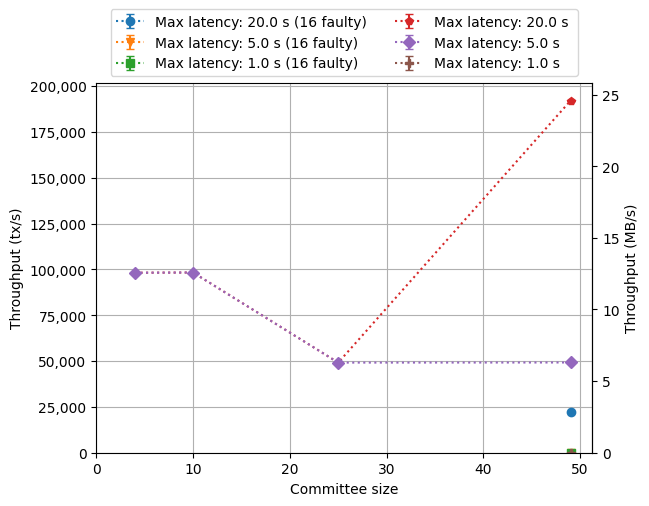 Max latency: 20.0 s (16 faulty)
Max latency: 5.0 s (16 faulty)
Max latency: 1.0 s (16 faulty)
Max latency: 20.0 s
Max latency: 5.0 s
Max latency: 1.0 s
200,000
175,000
150,000
125,000
100,000
75,000
50,000
25,000
0
Throughput (tx/s)
25
20
15
10
5
0
Throughput (MB/s)
0 10 20 30 40 50
Committee size